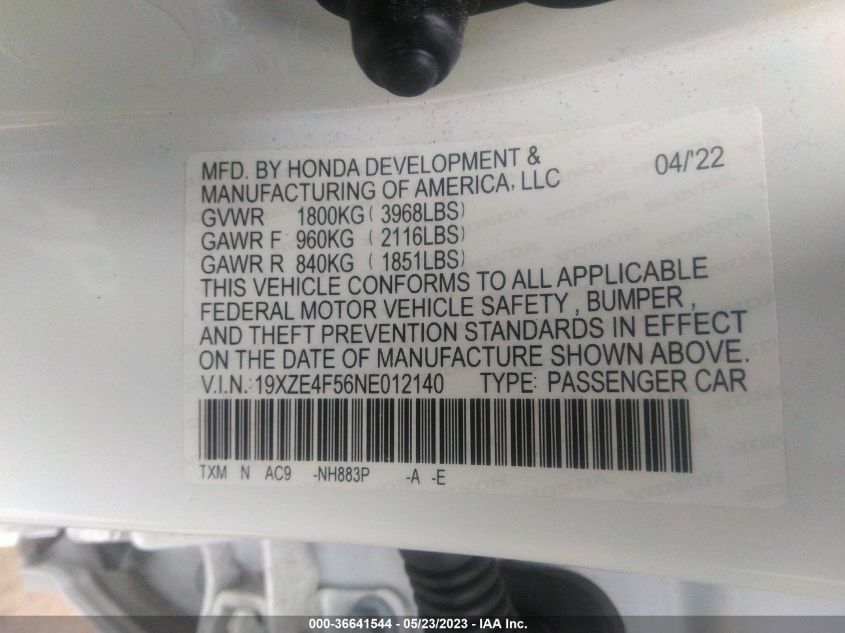 MFD. BY HONDA DEVELOPMENT & 04/'22
MANUFACTURING OF AMERICA, LLC
GVWR 1800KG ( 3968LBS)
GAWR F 960KG ( 2116LBS)
GAWR R 840KG ( 1851LBS)
THIS VEHICLE CONFORMS TO ALL APPLICABLE
FEDERAL MOTOR VEHICLE SAFETY , BUMPER ,
AND THEFT PREVENTION STANDARDS IN EFFECT
ON THE DATE OF MANUFACTURE SHOWN ABOVE.
V.I.N.: 19XZE4F56NE012140 TYPE: PASSENGER CAR
TXM N AC9 -NH883P -A -E
000-36641544 — 05/23/2023 — IAA Inc.